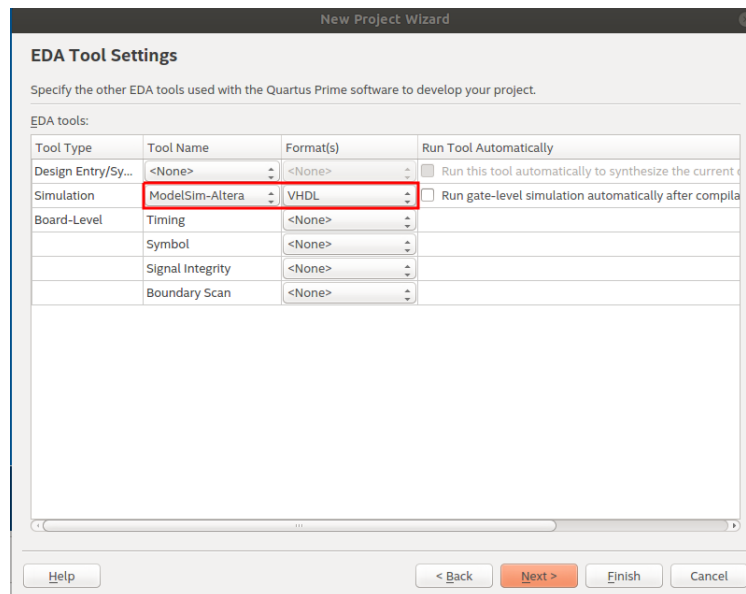 New Project Wizard
EDA Tool Settings
Specify the other EDA tools used with the Quartus Prime software to develop your project.
EDA tools:
Tool Type Tool Name Format(s) Run Tool Automatically
Design Entry/Sy... <None> <None> Run this tool automatically to synthesize the current
Simulation ModelSim-Altera VHDL Run gate-level simulation automatically after compila
Board-Level Timing <None>
Symbol <None>
Signal Integrity <None>
Boundary Scan <None>
Help < Back Next > Finish Cancel